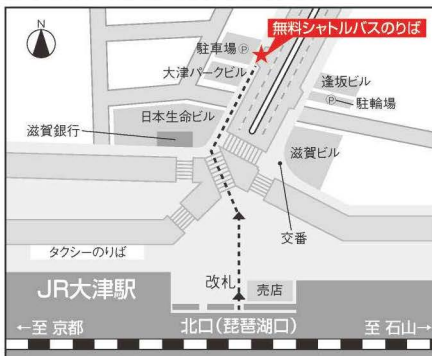 N
無料シャトルバスのりば
駐車場Ⓟ
大津パークビル
逢坂ビル
Ⓟ 駐輪場
日本生命ビル
滋賀銀行
滋賀ビル
交番
タクシーのりば
改札
売店
JR大津駅
←至 京都
北口(琵琶湖口)
至 石山→